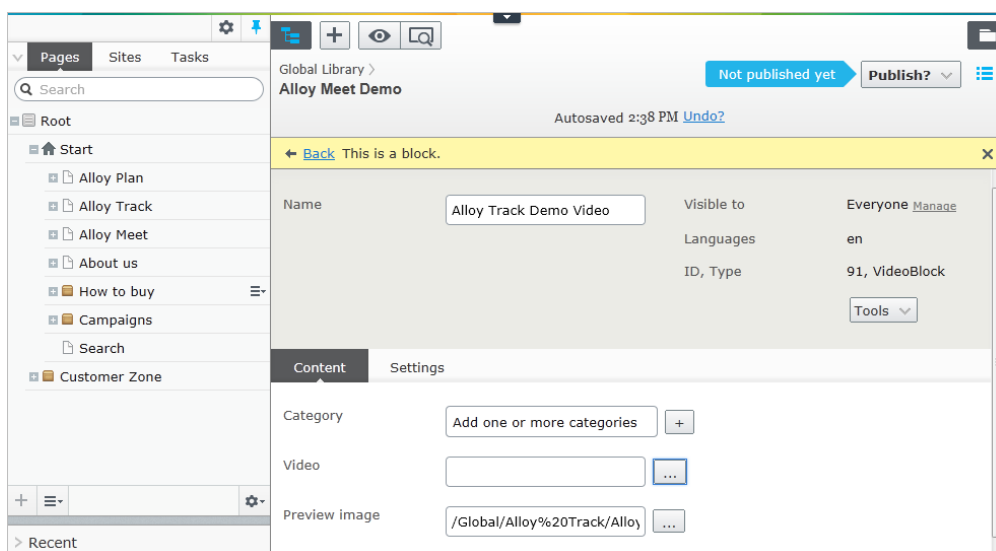 Pages Sites Tasks
Search
Root
Start
Alloy Plan
Alloy Track
Alloy Meet
About us
How to buy
Campaigns
Search
Customer Zone
Recent
Global Library >
Alloy Meet Demo
Not published yet
Publish?
Autosaved 2:38 PM Undo?
Back This is a block.
Name Alloy Track Demo Video
Visible to Everyone Manage
Languages en
ID, Type 91, VideoBlock
Tools
Content Settings
Category Add one or more categories +
Video ...
Preview image /Global/Alloy%20Track/Alloy ...